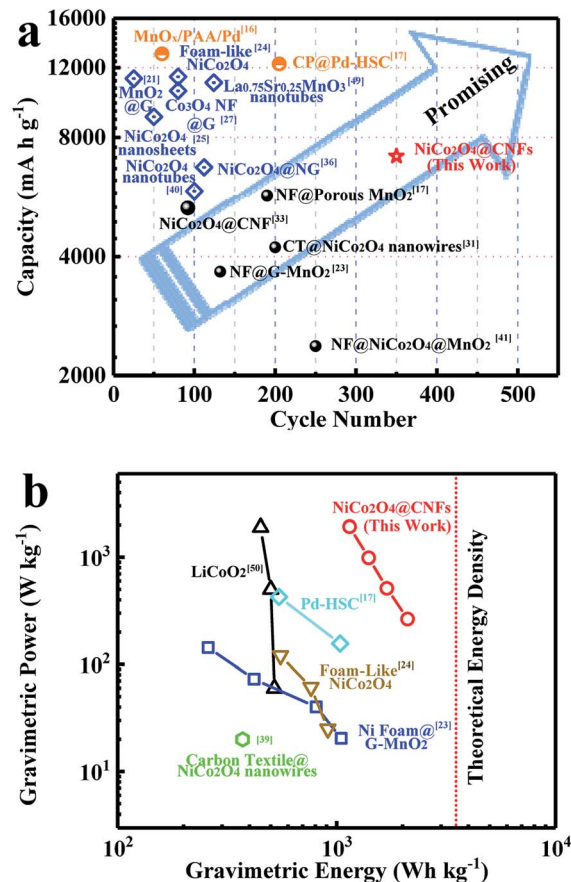 a
MnOx/PAA/Pd[16]
Foam-like[24]
NiCo2O4
CP@Pd-HSC[17]
[21]
MnO2
@G
Co3O4 NF
@G [27]
La0.75Sr0.25MnO3[49]
nanotubes
NiCo2O4
nanosheets [25]
NiCo2O4
nanotubes
[40]
NiCo2O4@NG[36]
Promising
NiCo2O4@CNFs
(This Work)
NF@Porous MnO2[17]
NiCo2O4@CNF[33]
CT@NiCo2O4 nanowires[31]
NF@G-MnO2[23]
NF@NiCo2O4@MnO2 [41]
16000
12000
8000
4000
2000
Capacity (mA h g-1)
0 100 200 300 400 500
Cycle Number
b
NiCo2O4@CNFs
(This Work)
LiCoO2[50]
Pd-HSC[17]
Foam-Like[24]
NiCo2O4
Ni Foam@[23]
G-MnO2
[39]
Carbon Textile@
NiCo2O4 nanowires
Theoretical Energy Density
10³
10²
10¹
Gravimetric Power (W kg-1)
10² 10³ 10⁴
Gravimetric Energy (Wh kg-1)